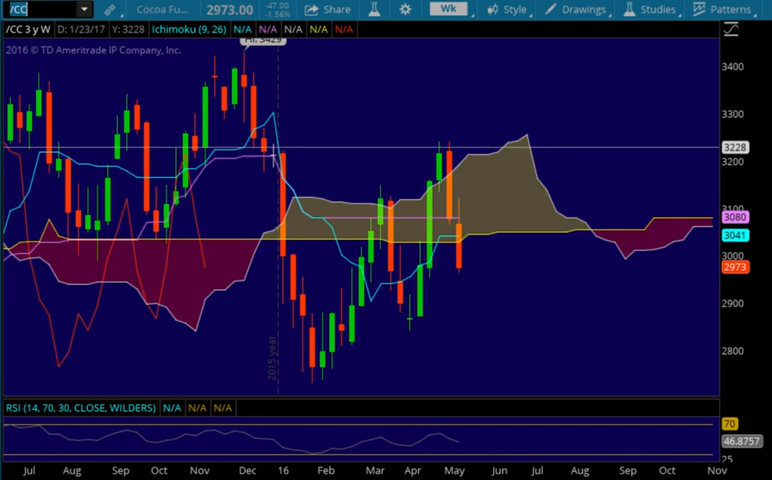 /CC Cocoa Fu... 2973.00 -47.00 Share Wk Style Drawings Studies Patterns
-1.56%
/CC 3 y W D: 1/23/17 Y: 3228 Ichimoku (9, 26) N/A N/A N/A N/A N/A
2016 © TD Ameritrade IP Company, Inc.
Hi: 3429
3400
3300
3228
3200
3100
3080
3041
3000
2973
2900
2800
2015 year
RSI (14, 70, 30, CLOSE, WILDERS) N/A N/A N/A
70
46.8757
25
Jul Aug Sep Oct Nov Dec 16 Feb Mar Apr May Jun Jul Aug Sep Oct Nov